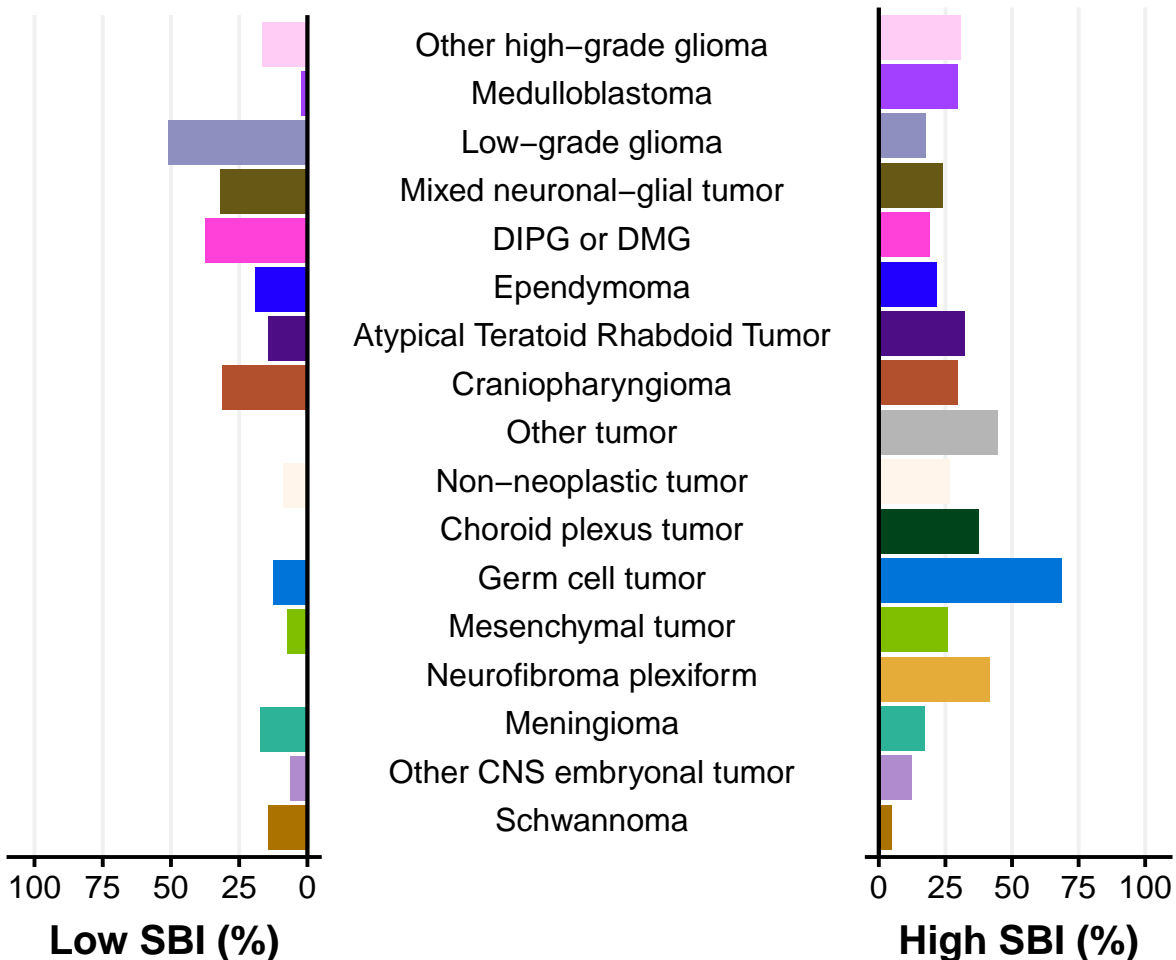 Other high−grade glioma
Medulloblastoma
Low−grade glioma
Mixed neuronal−glial tumor
DIPG or DMG
Ependymoma
Atypical Teratoid Rhabdoid Tumor
Craniopharyngioma
Other tumor
Non−neoplastic tumor
Choroid plexus tumor
Germ cell tumor
Mesenchymal tumor
Neurofibroma plexiform
Meningioma
Other CNS embryonal tumor
Schwannoma
100 75 50 25 0
0 25 50 75 100
Low SBI (%)
High SBI (%)